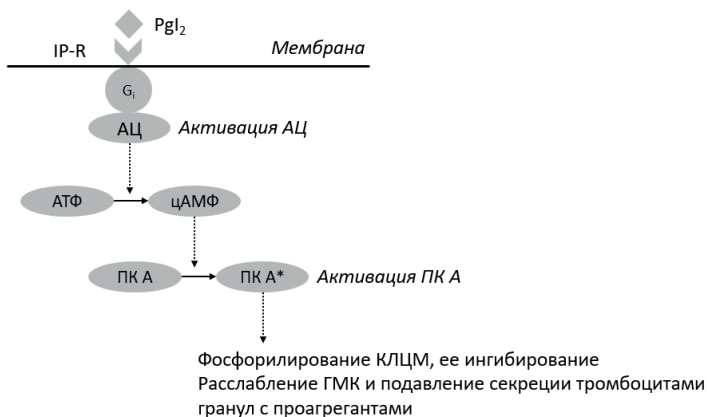 PgI₂
IP-R
Мембрана
Gᵢ
АЦ
Активация АЦ
АТФ
цАМФ
ПК А
ПК А*
Активация ПК А
Фосфорилирование КЛЦМ, ее ингибирование
Расслабление ГМК и подавление секреции тромбоцитами
гранул с проагрегантами